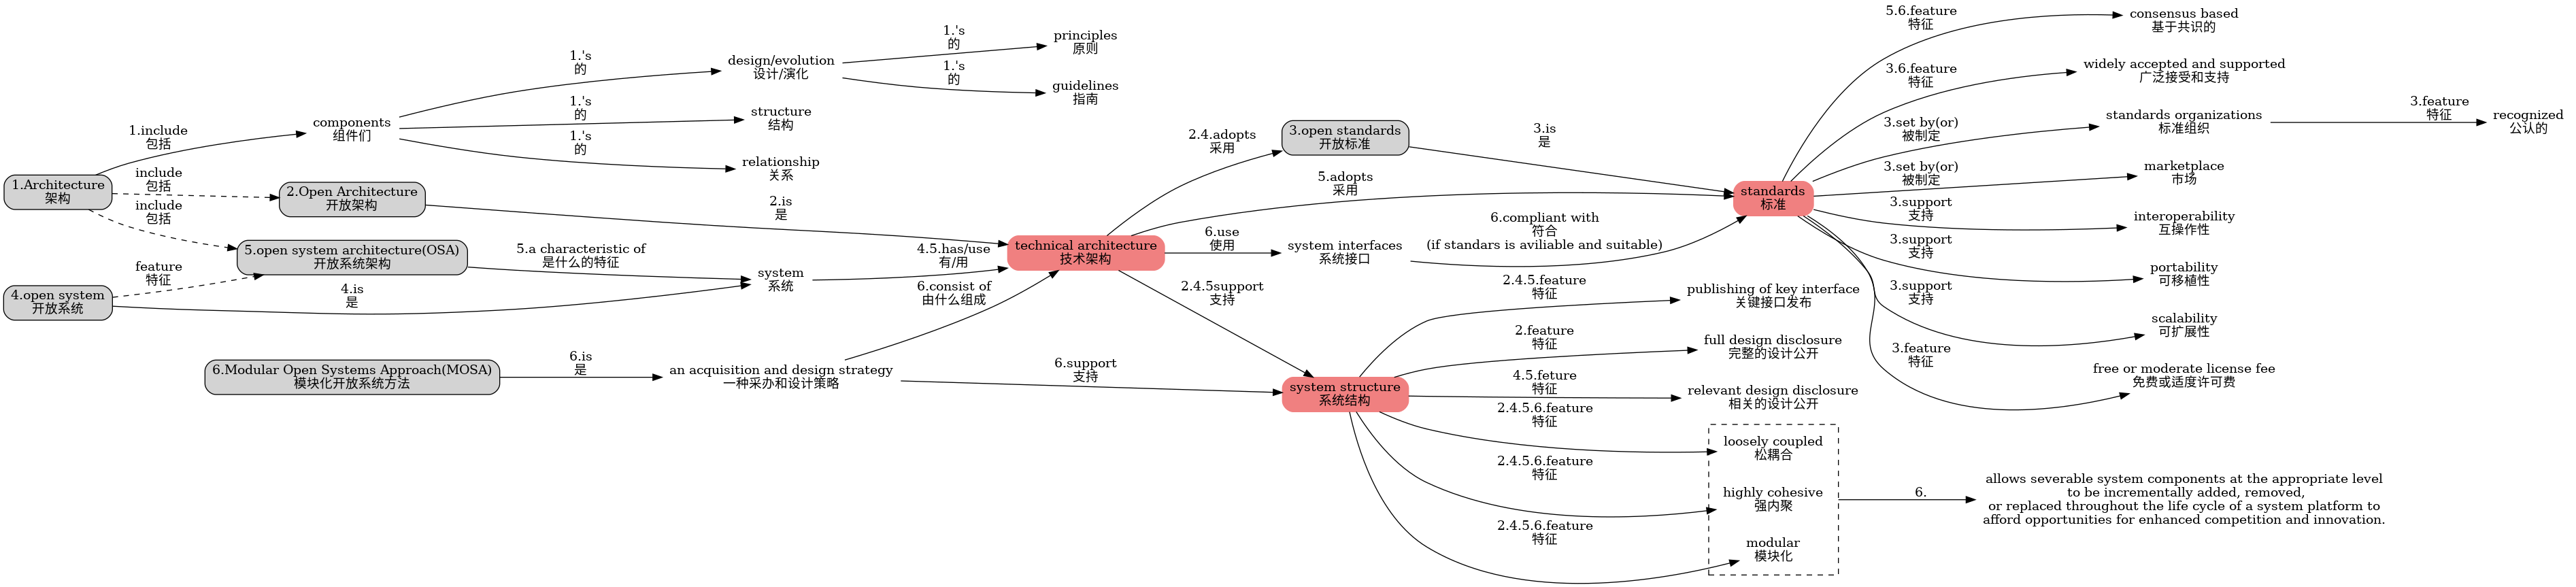 1.Architecture
架构
1.include
包括
components
组件们
1.'s
的
design/evolution
设计/演化
1.'s
的
principles
原则
1.'s
的
guidelines
指南
1.'s
的
structure
结构
1.'s
的
relationship
关系
include
包括
2.Open Architecture
开放架构
2.is
是
include
包括
5.open system architecture(OSA)
开放系统架构
5.a characteristic of
是什么的特征
system
系统
4.open system
开放系统
feature
特征
4.is
是
4.5.has/use
有/用
technical architecture
技术架构
6.Modular Open Systems Approach(MOSA)
模块化开放系统方法
6.is
是
an acquisition and design strategy
一种采办和设计策略
6.consist of
由什么组成
6.support
支持
2.4.adopts
采用
3.open standards
开放标准
3.is
是
5.adopts
采用
6.use
使用
system interfaces
系统接口
6.compliant with
符合
(if standars is aviliable and suitable)
2.4.5support
支持
system structure
系统结构
standards
标准
5.6.feature
特征
consensus based
基于共识的
3.6.feature
特征
widely accepted and supported
广泛接受和支持
3.set by(or)
被制定
standards organizations
标准组织
3.feature
特征
recognized
公认的
3.set by(or)
被制定
marketplace
市场
3.support
支持
interoperability
互操作性
3.support
支持
portability
可移植性
3.support
支持
scalability
可扩展性
3.feature
特征
free or moderate license fee
免费或适度许可费
2.4.5.feature
特征
publishing of key interface
关键接口发布
2.feature
特征
full design disclosure
完整的设计公开
4.5.feture
特征
relevant design disclosure
相关的设计公开
2.4.5.6.feature
特征
loosely coupled
松耦合
2.4.5.6.feature
特征
highly cohesive
强内聚
2.4.5.6.feature
特征
modular
模块化
6.
allows severable system components at the appropriate level
to be incrementally added, removed,
or replaced throughout the life cycle of a system platform to
afford opportunities for enhanced competition and innovation.